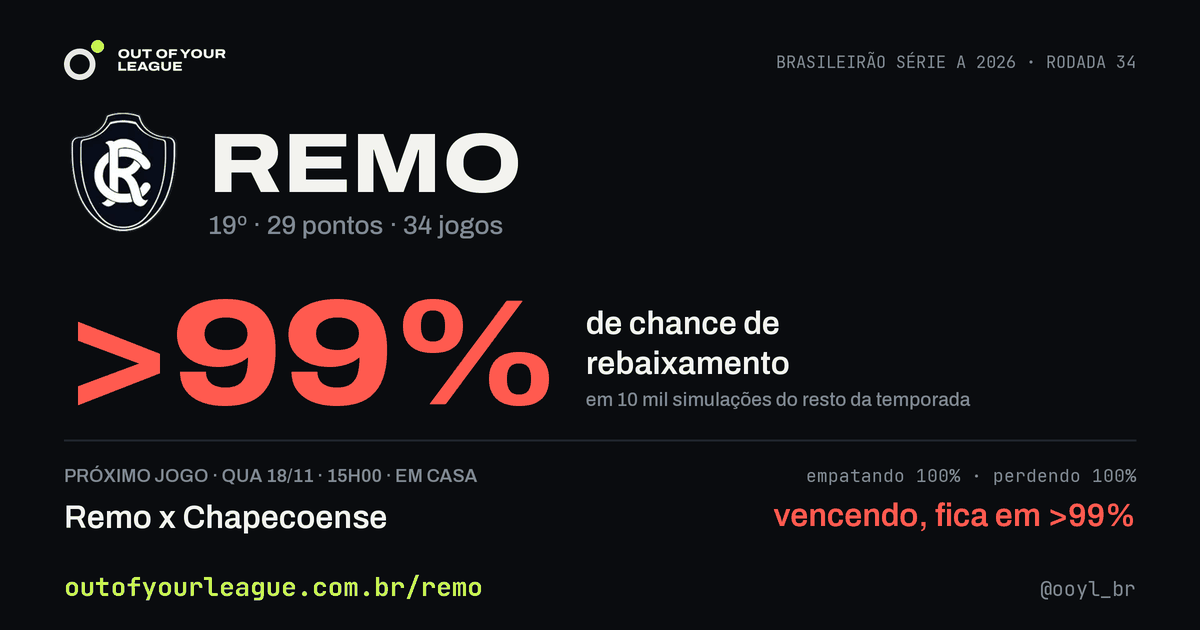 OUT OF YOUR
LEAGUE
BRASILEIRÃO SÉRIE A 2026 · RODADA 34
REMO
19º · 29 pontos · 34 jogos
>99%
de chance de
rebaixamento
em 10 mil simulações do resto da temporada
PRÓXIMO JOGO · QUA 18/11 · 15H00 · EM CASA
Remo x Chapecoense
empatando 100% · perdendo 100%
vencendo, fica em >99%
outofyourleague.com.br/remo
@ooyl_br